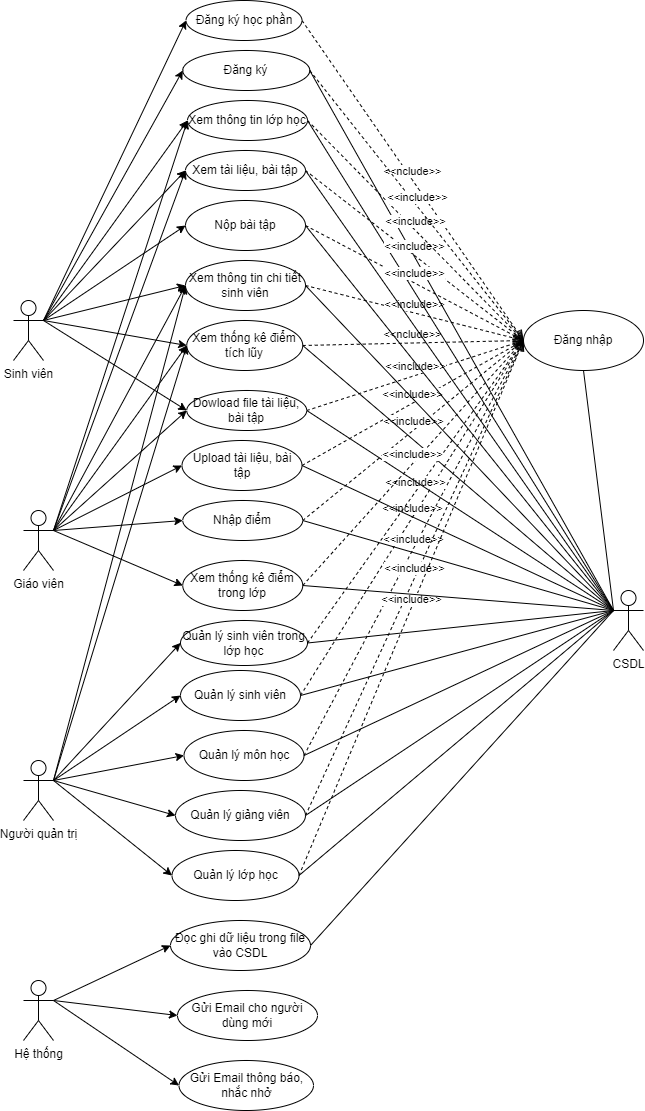 Đăng ký học phần
Đăng ký
Xem thông tin lớp học
Xem tài liệu, bài tập
<<nclude>>
<<include>>
Nộp bài tập
<<include>>
<<include>>
Xem thông tin chi tiết
sinh viên
<<include>>
<<include>>
Sinh viên
Xem thống kê điểm
tích lũy
<<include>>
Đăng nhập
<<include>>
Dowload file tài liệu,
bài tập
<<include>>
<<include>>
Upload tài liệu, bài
tập
<<include>>
<<include>>
Nhập điểm
<<include>>
<<include>>
Giáo viên
Xem thống kê điểm
trong lớp
<<include>>
<<include>>
Quản lý sinh viên trong
lớp học
CSDL
Quản lý sinh viên
Quản lý môn học
Quản lý giảng viên
Người quản trị
Quản lý lớp học
Đọc ghi dữ liệu trong file
vào CSDL
Gửi Email cho người
dùng mới
Hệ thống
Gửi Email thông báo,
nhắc nhở